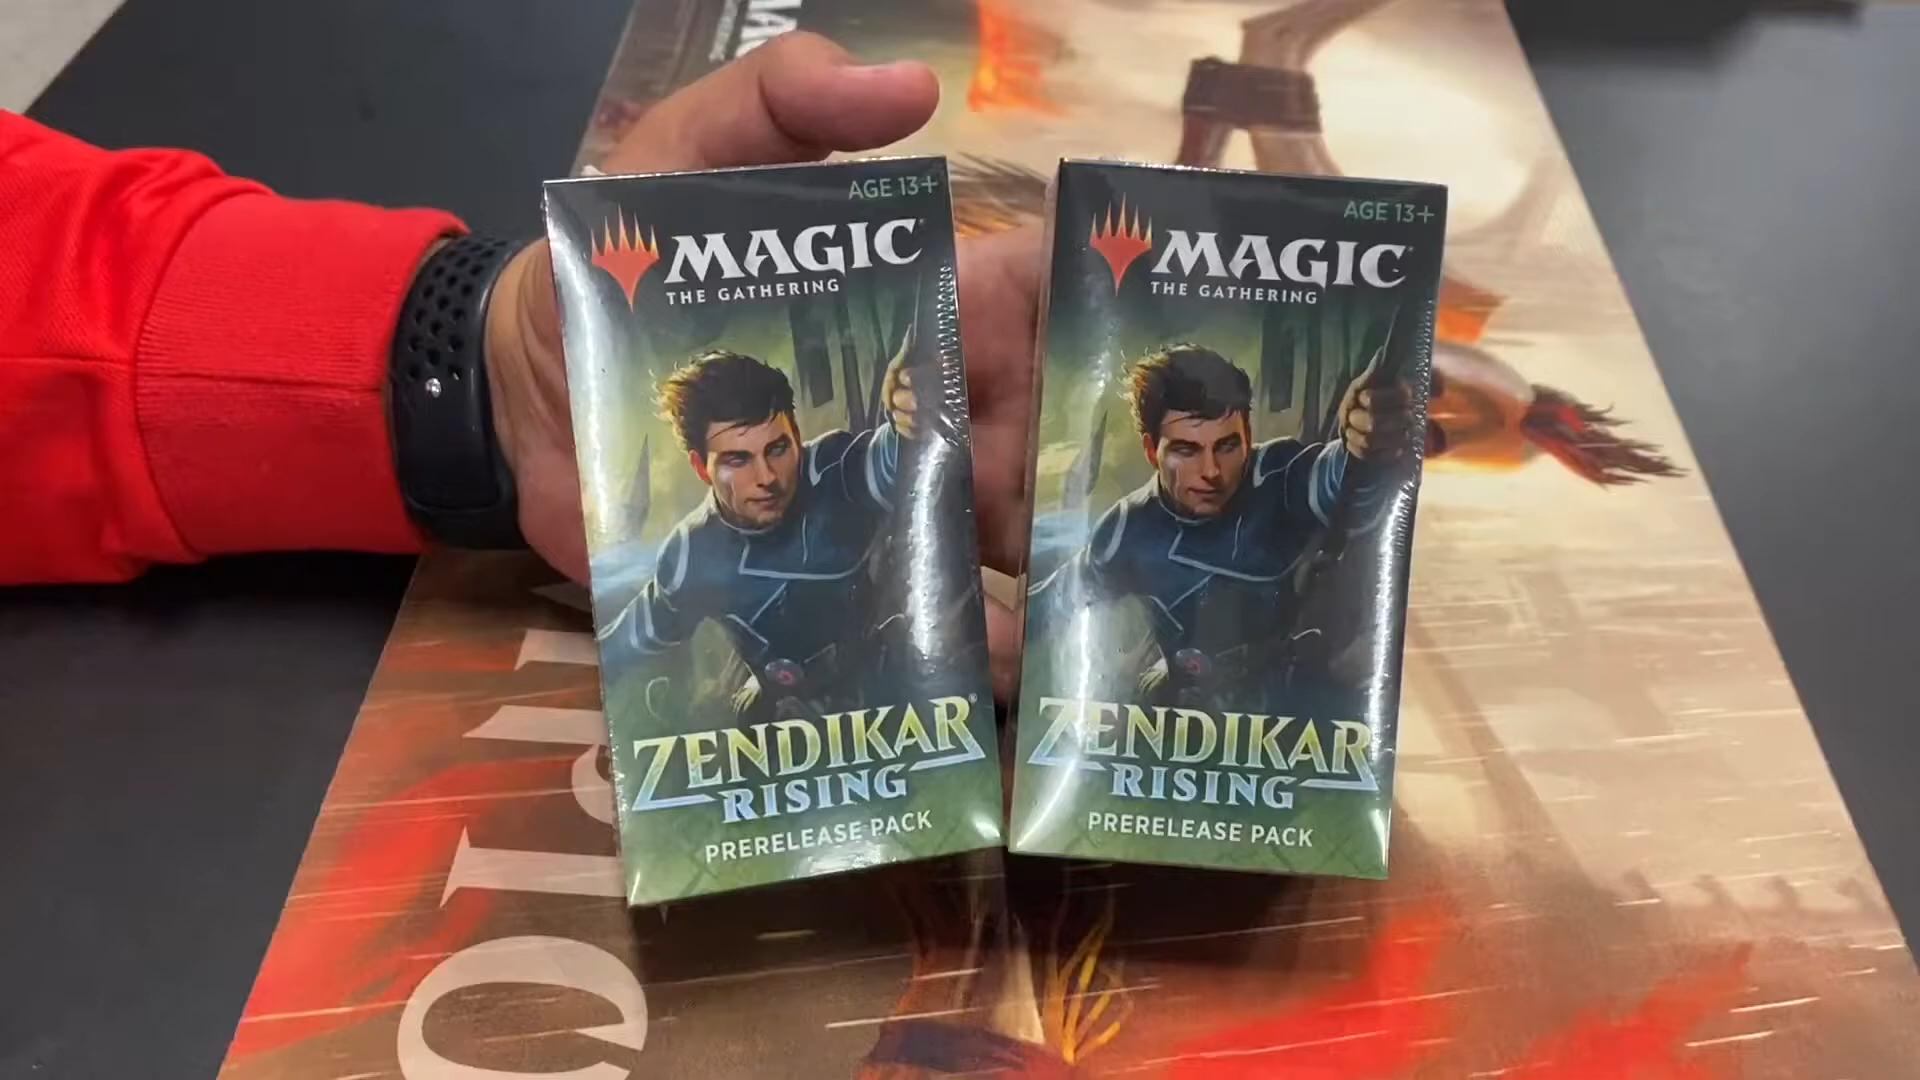 AGE 13+
MAGIC
THE GATHERING
ZENDIKAR®
RISING
PRERELEASE PACK
AGE 13+
MAGIC
THE GATHERING
ZENDIKAR
RISING
PRERELEASE PACK